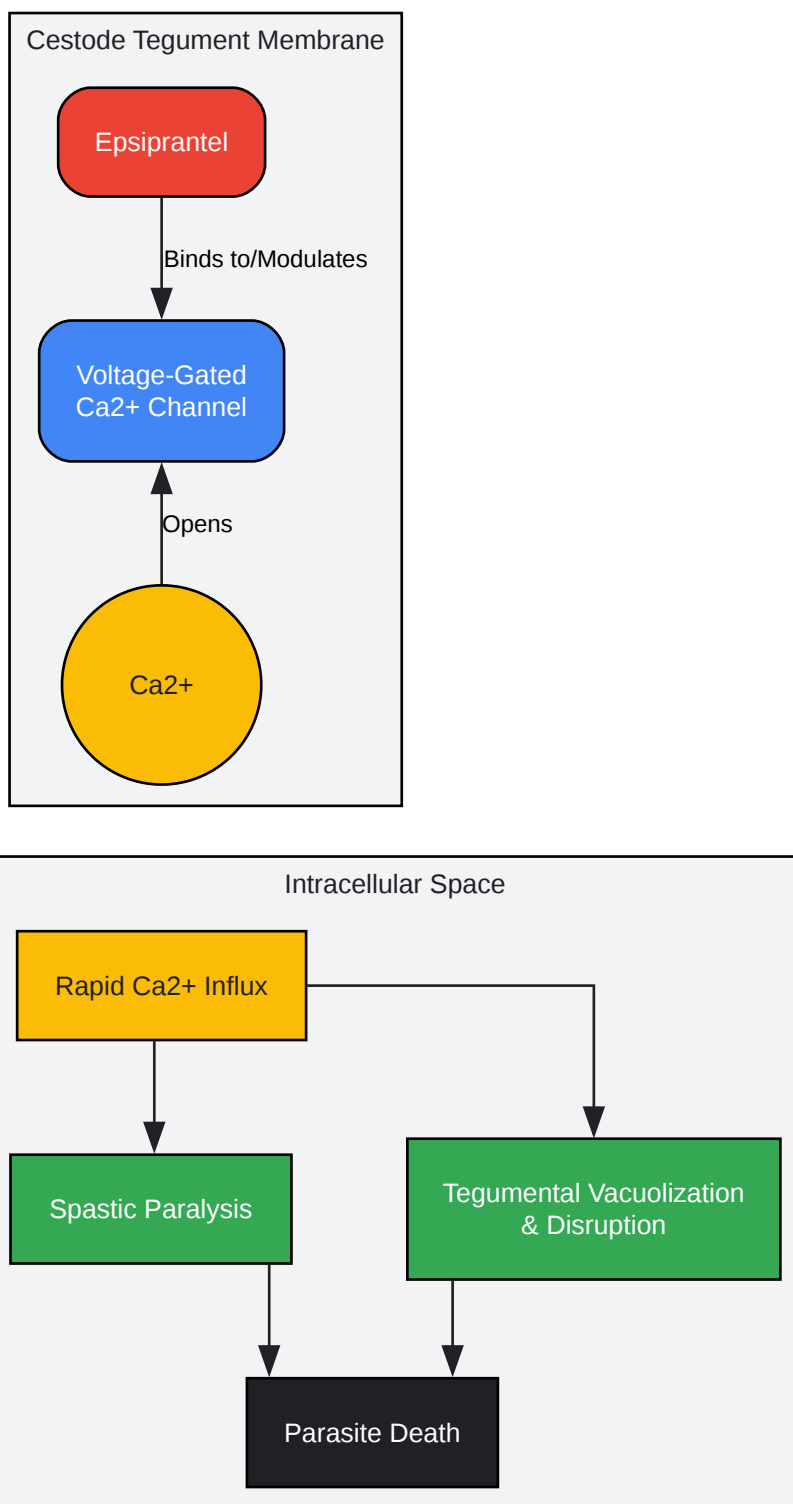 Cestode Tegument Membrane
Epsiprantel
Binds to/Modulates
Voltage-Gated
Ca2+ Channel
Opens
Ca2+
Intracellular Space
Rapid Ca2+ Influx
Spastic Paralysis
Tegumental Vacuolization
& Disruption
Parasite Death